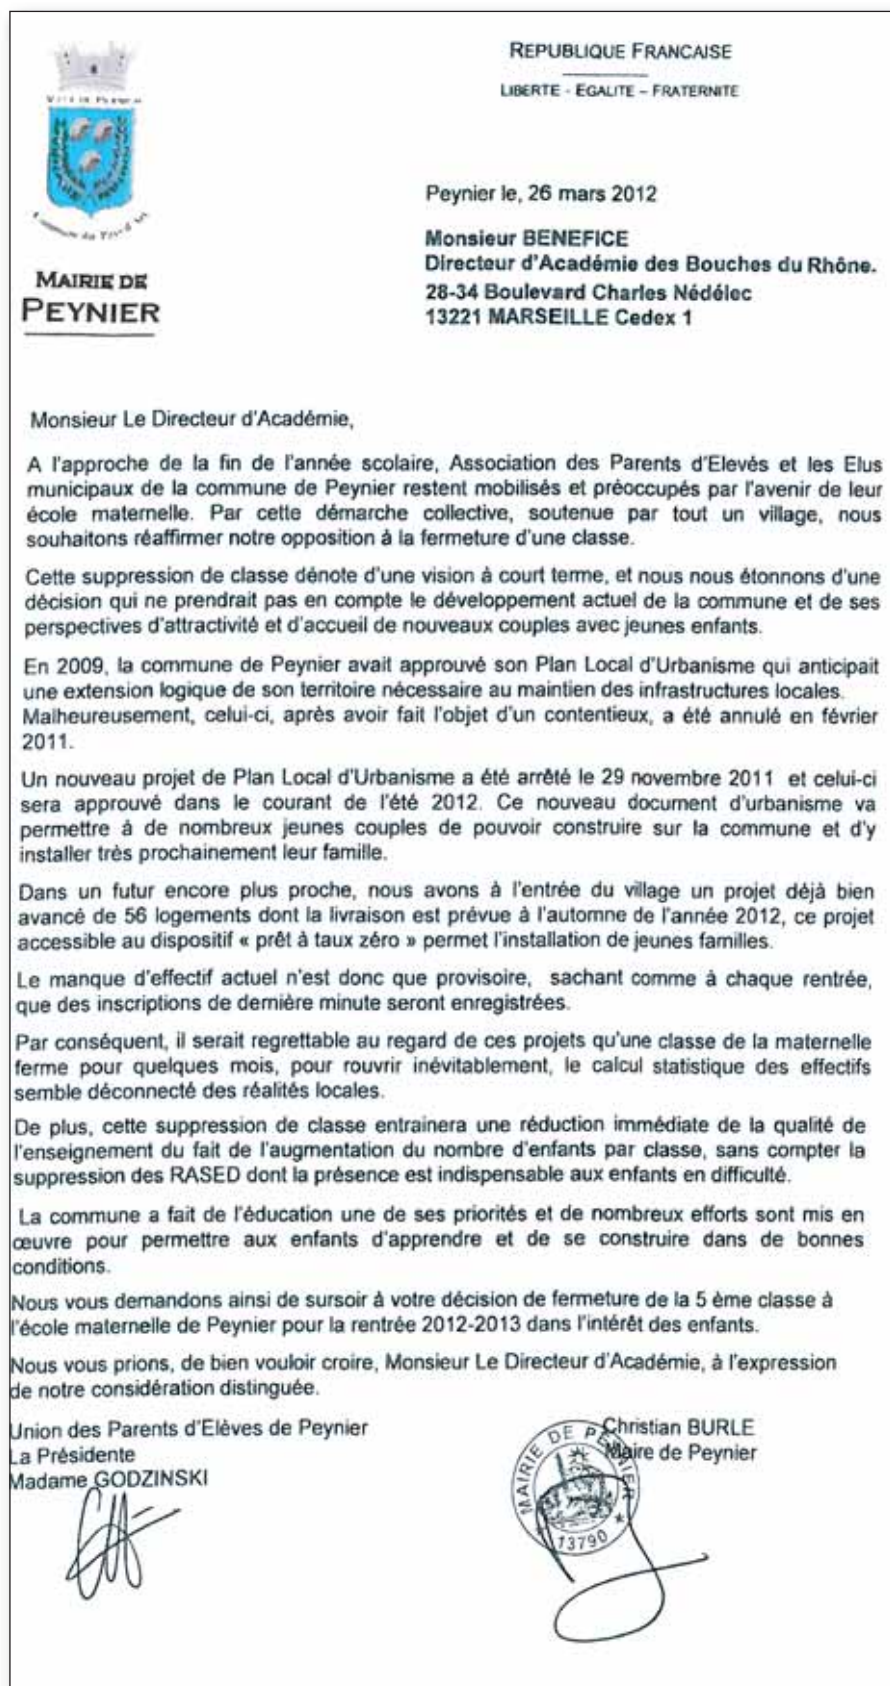 REPUBLIQUE FRANCAISE
LIBERTE - EGALITE – FRATERNITE
VILLE DE PEYNIER
Commune du Pays d'Aix
MAIRIE DE
PEYNIER
Peynier le, 26 mars 2012
Monsieur BENEFICE
Directeur d'Académie des Bouches du Rhône.
28-34 Boulevard Charles Nédélec
13221 MARSEILLE Cedex 1
Monsieur Le Directeur d'Académie,
A l'approche de la fin de l'année scolaire, Association des Parents d'Elevés et les Elus
municipaux de la commune de Peynier restent mobilisés et préoccupés par l'avenir de leur
école maternelle. Par cette démarche collective, soutenue par tout un village, nous
souhaitons réaffirmer notre opposition à la fermeture d'une classe.
Cette suppression de classe dénote d'une vision à court terme, et nous nous étonnons d'une
décision qui ne prendrait pas en compte le développement actuel de la commune et de ses
perspectives d'attractivité et d'accueil de nouveaux couples avec jeunes enfants.
En 2009, la commune de Peynier avait approuvé son Plan Local d'Urbanisme qui anticipait
une extension logique de son territoire nécessaire au maintien des infrastructures locales.
Malheureusement, celui-ci, après avoir fait l'objet d'un contentieux, a été annulé en février
2011.
Un nouveau projet de Plan Local d'Urbanisme a été arrêté le 29 novembre 2011 et celui-ci
sera approuvé dans le courant de l'été 2012. Ce nouveau document d'urbanisme va
permettre à de nombreux jeunes couples de pouvoir construire sur la commune et d'y
installer très prochainement leur famille.
Dans un futur encore plus proche, nous avons à l'entrée du village un projet déjà bien
avancé de 56 logements dont la livraison est prévue à l'automne de l'année 2012, ce projet
accessible au dispositif « prêt à taux zéro » permet l'installation de jeunes familles.
Le manque d'effectif actuel n'est donc que provisoire, sachant comme à chaque rentrée,
que des inscriptions de dernière minute seront enregistrées.
Par conséquent, il serait regrettable au regard de ces projets qu'une classe de la maternelle
ferme pour quelques mois, pour rouvrir inévitablement, le calcul statistique des effectifs
semble déconnecté des réalités locales.
De plus, cette suppression de classe entrainera une réduction immédiate de la qualité de
l'enseignement du fait de l'augmentation du nombre d'enfants par classe, sans compter la
suppression des RASED dont la présence est indispensable aux enfants en difficulté.
La commune a fait de l'éducation une de ses priorités et de nombreux efforts sont mis en
œuvre pour permettre aux enfants d'apprendre et de se construire dans de bonnes
conditions.
Nous vous demandons ainsi de sursoir à votre décision de fermeture de la 5 ème classe à
l'école maternelle de Peynier pour la rentrée 2012-2013 dans l'intérêt des enfants.
Nous vous prions, de bien vouloir croire, Monsieur Le Directeur d'Académie, à l'expression
de notre considération distinguée.
Union des Parents d'Elèves de Peynier
La Présidente
Madame GODZINSKI
Christian BURLE
Maire de Peynier
MAIRIE DE PEYNIER
13790